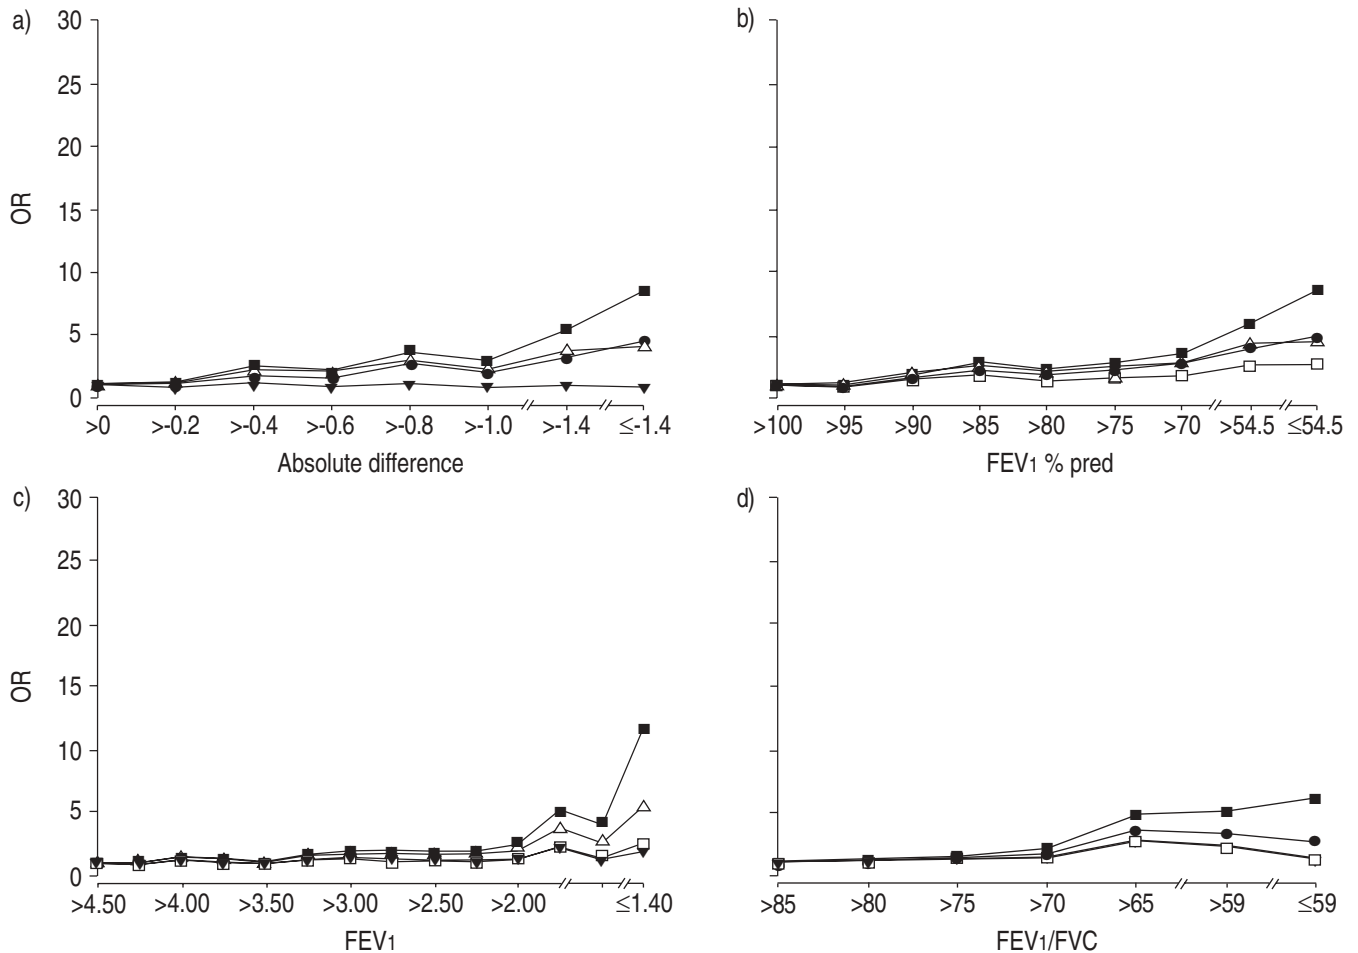 a)
30
25
20
15
10
5
0
OR
>0 >-0.2 >-0.4 >-0.6 >-0.8 >-1.0 >-1.4 ≤-1.4
Absolute difference
b)
>100 >95 >90 >85 >80 >75 >70 >54.5 ≤54.5
FEV1 % pred
c)
30
25
20
15
10
5
0
OR
>4.50 >4.00 >3.50 >3.00 >2.50 >2.00 ≤1.40
FEV1
d)
>85 >80 >75 >70 >65 >59 ≤59
FEV1/FVC